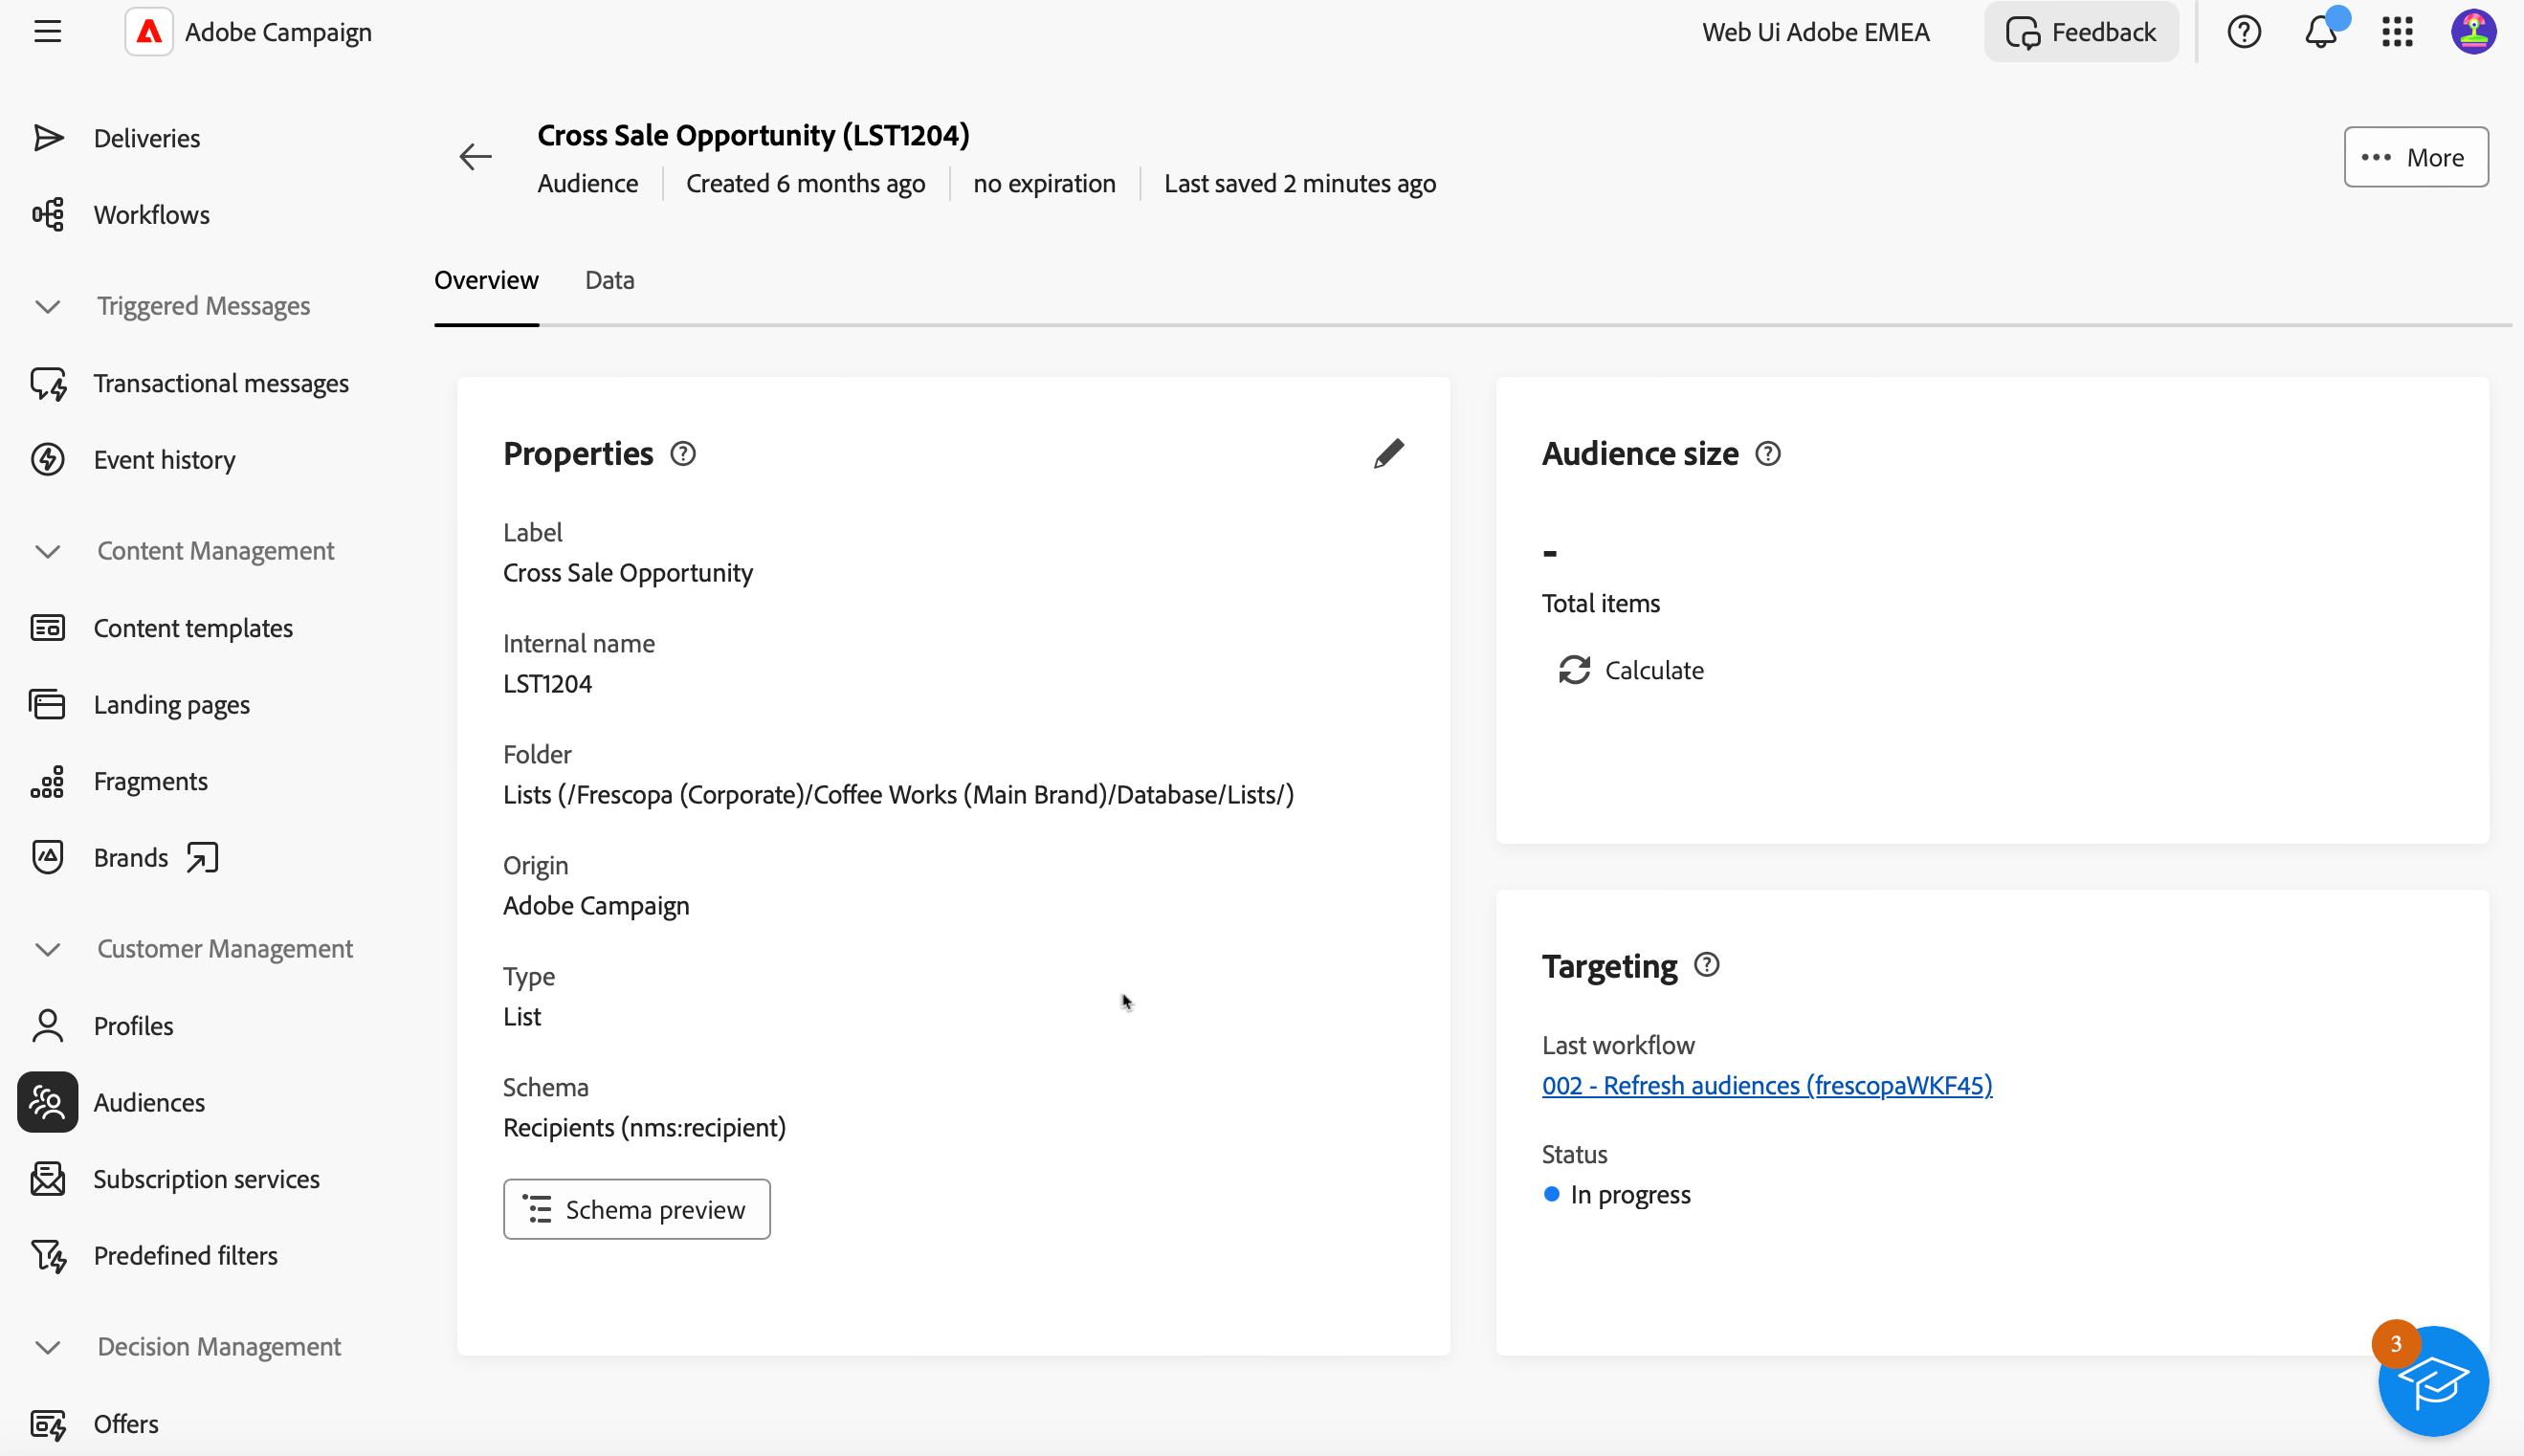 Adobe Campaign
Web Ui Adobe EMEA
Feedback
Deliveries
Workflows
Triggered Messages
Transactional messages
Event history
Content Management
Content templates
Landing pages
Fragments
Brands
Customer Management
Profiles
Audiences
Subscription services
Predefined filters
Decision Management
Offers
Cross Sale Opportunity (LST1204)
Audience
Created 6 months ago
no expiration
Last saved 2 minutes ago
More
Overview
Data
Properties
Label
Cross Sale Opportunity
Internal name
LST1204
Folder
Lists (/Frescopa (Corporate)/Coffee Works (Main Brand)/Database/Lists/)
Origin
Adobe Campaign
Type
List
Schema
Recipients (nms:recipient)
Schema preview
Audience size
-
Total items
Calculate
Targeting
Last workflow
002 - Refresh audiences (frescopaWKF45)
Status
In progress
3